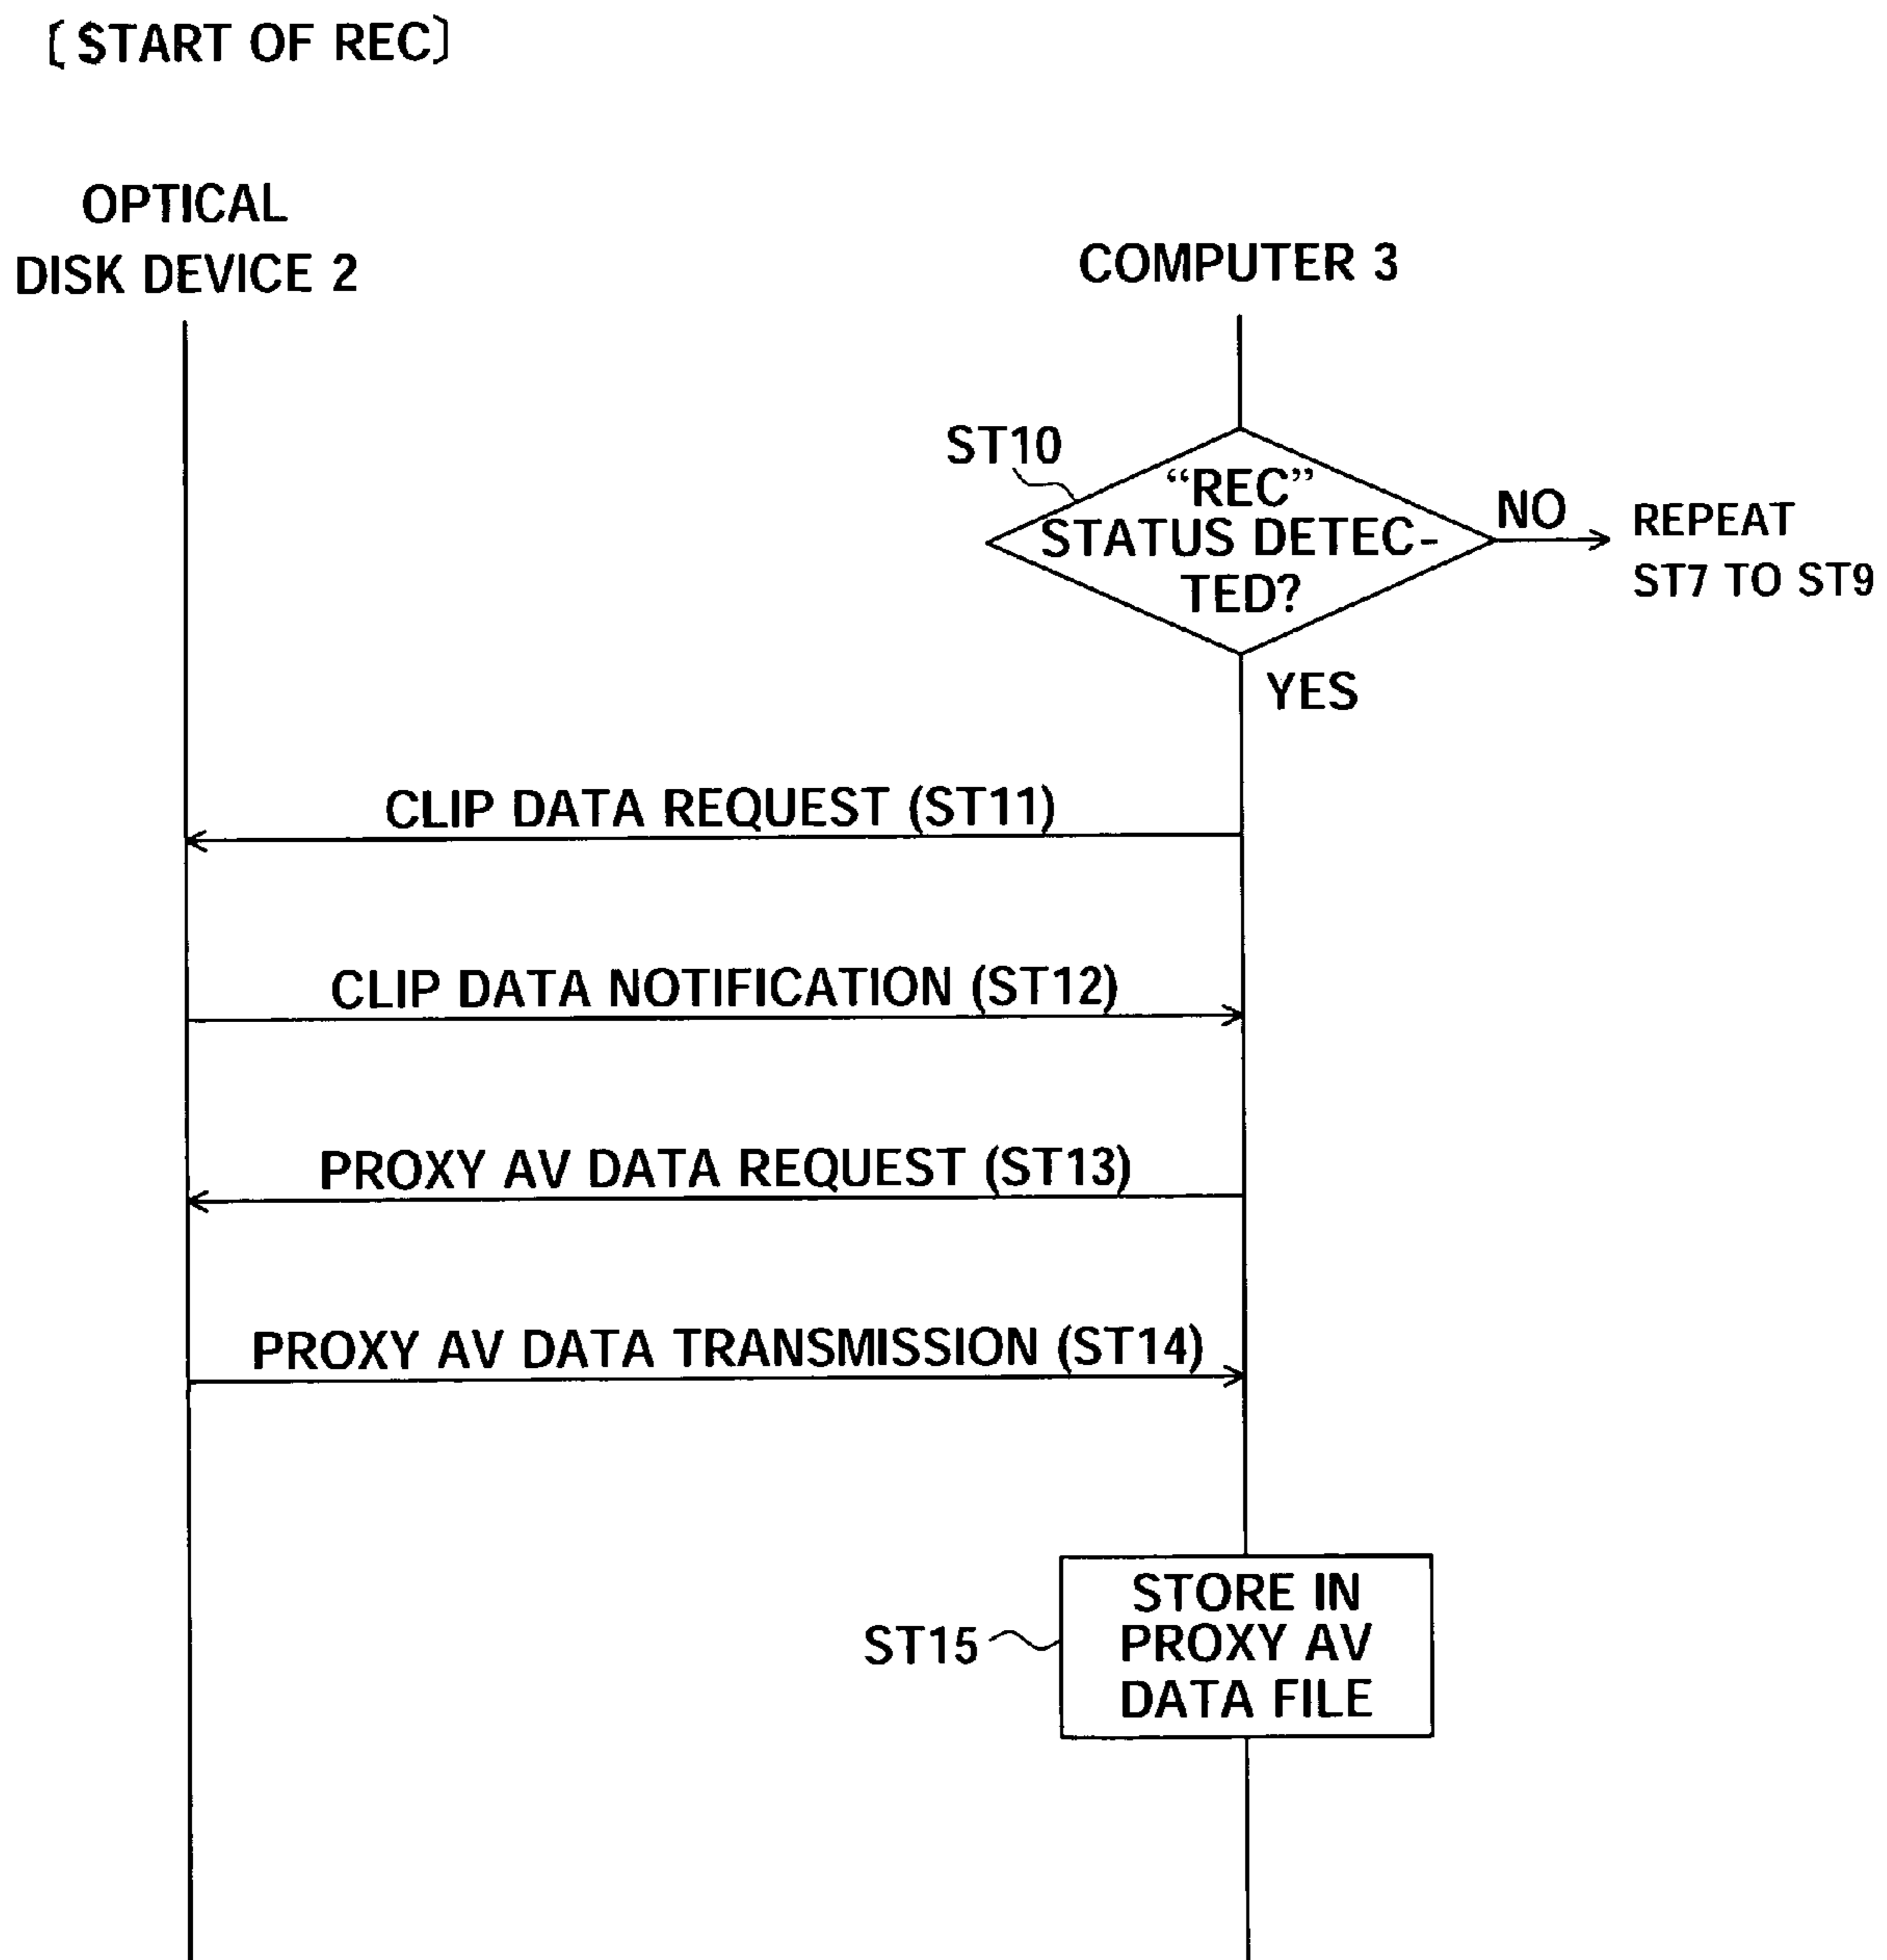 [START OF REC]
OPTICAL
DISK DEVICE 2
COMPUTER 3
ST10
“REC”
STATUS DETEC-
TED?
NO
REPEAT
ST7 TO ST9
YES
CLIP DATA REQUEST (ST11)
CLIP DATA NOTIFICATION (ST12)
PROXY AV DATA REQUEST (ST13)
PROXY AV DATA TRANSMISSION (ST14)
STORE IN
PROXY AV
DATA FILE
ST15